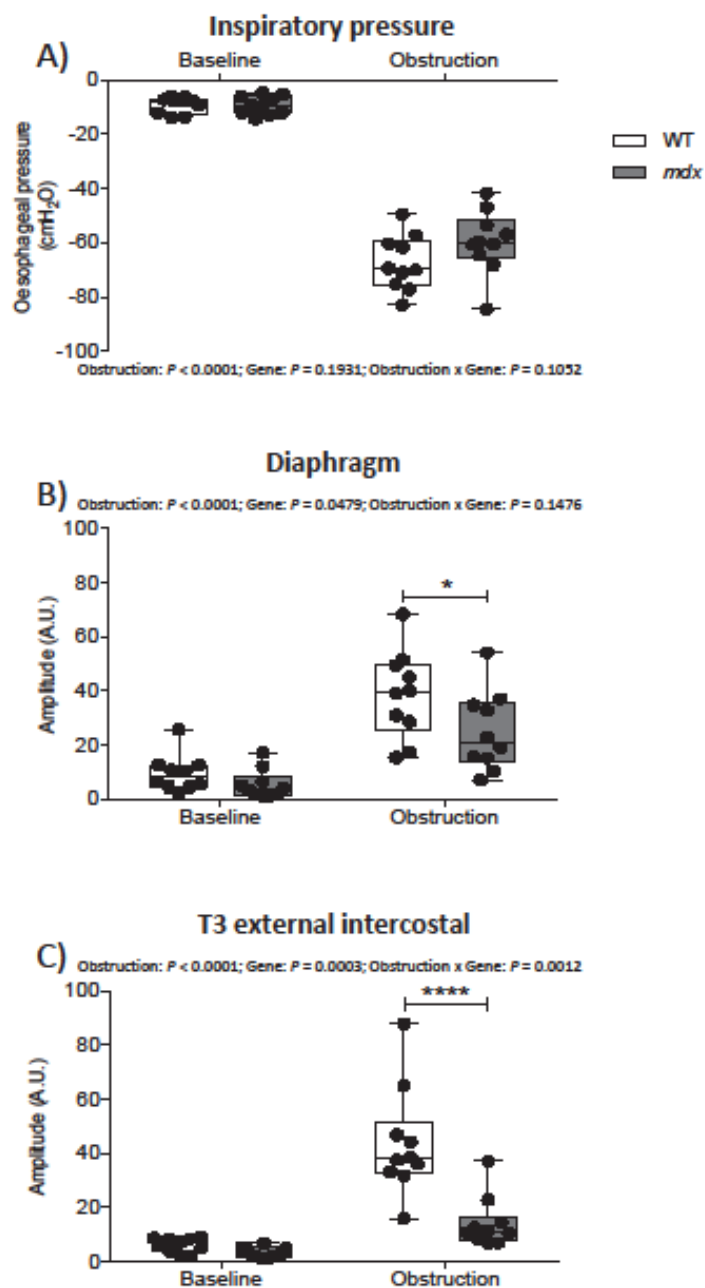 Inspiratory pressure
A)
Baseline Obstruction
0
-20
-40
-60
-80
-100
Oesophageal pressure
(cmH2O)
WT
mdx
Obstruction: P < 0.0001; Gene: P = 0.1931; Obstruction x Gene: P = 0.1052
Diaphragm
B)
Obstruction: P < 0.0001; Gene: P = 0.0479; Obstruction x Gene: P = 0.1476
100
80
60
40
20
0
Amplitude (A.U.)
*
Baseline Obstruction
T3 external intercostal
C)
Obstruction: P < 0.0001; Gene: P = 0.0003; Obstruction x Gene: P = 0.0012
100
80
60
40
20
0
Amplitude (A.U.)
****
Baseline Obstruction